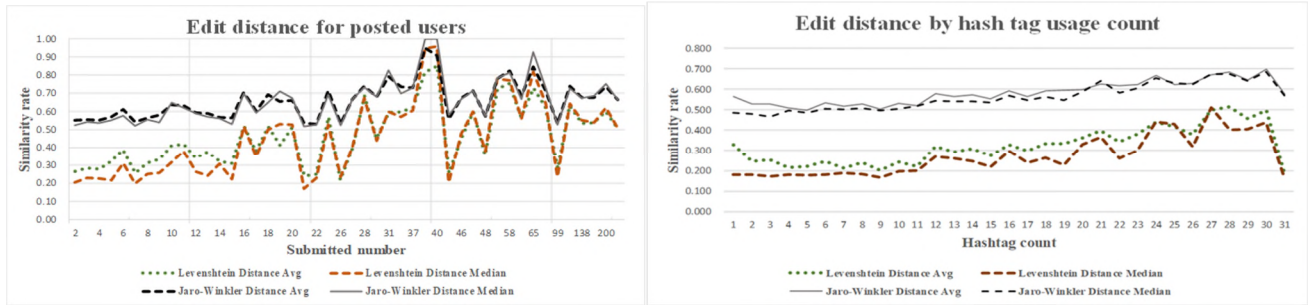 Edit distance for posted users
1.00
0.90
0.80
0.70
0.60
0.50
0.40
0.30
0.20
0.10
0.00
Similarity rate
2 4 6 8 10 12 14 16 18 20 22 26 28 31 37 40 46 48 58 65 99 138 200
Submitted number
Levenshtein Distance Avg Levenshtein Distance Median
Jaro-Winkler Distance Avg Jaro-Winkler Distance Median
Edit distance by hash tag usage count
0.800
0.700
0.600
0.500
0.400
0.300
0.200
0.100
0.000
Similarity rate
1 2 3 4 5 6 7 8 9 10 11 12 13 14 15 16 17 18 19 20 21 22 23 24 25 26 27 28 29 30 31
Hashtag count
Levenshtein Distance Avg Levenshtein Distance Median
Jaro-Winkler Distance Avg Jaro-Winkler Distance Median